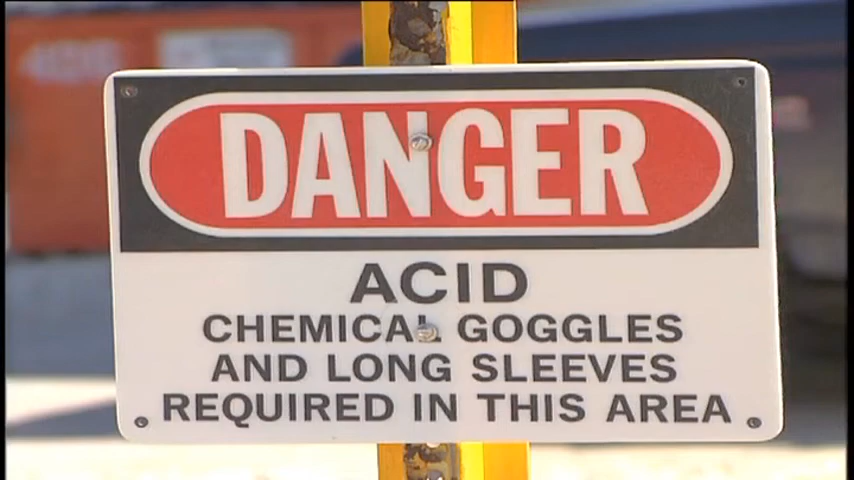 DANGER
ACID
CHEMICAL GOGGLES
AND LONG SLEEVES
REQUIRED IN THIS AREA